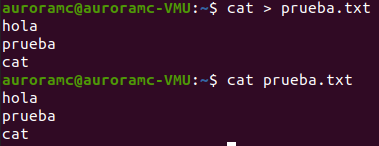 auroramc@auroramc-VMU:~$ cat > prueba.txt
hola
prueba
cat
auroramc@auroramc-VMU:~$ cat prueba.txt
hola
prueba
cat